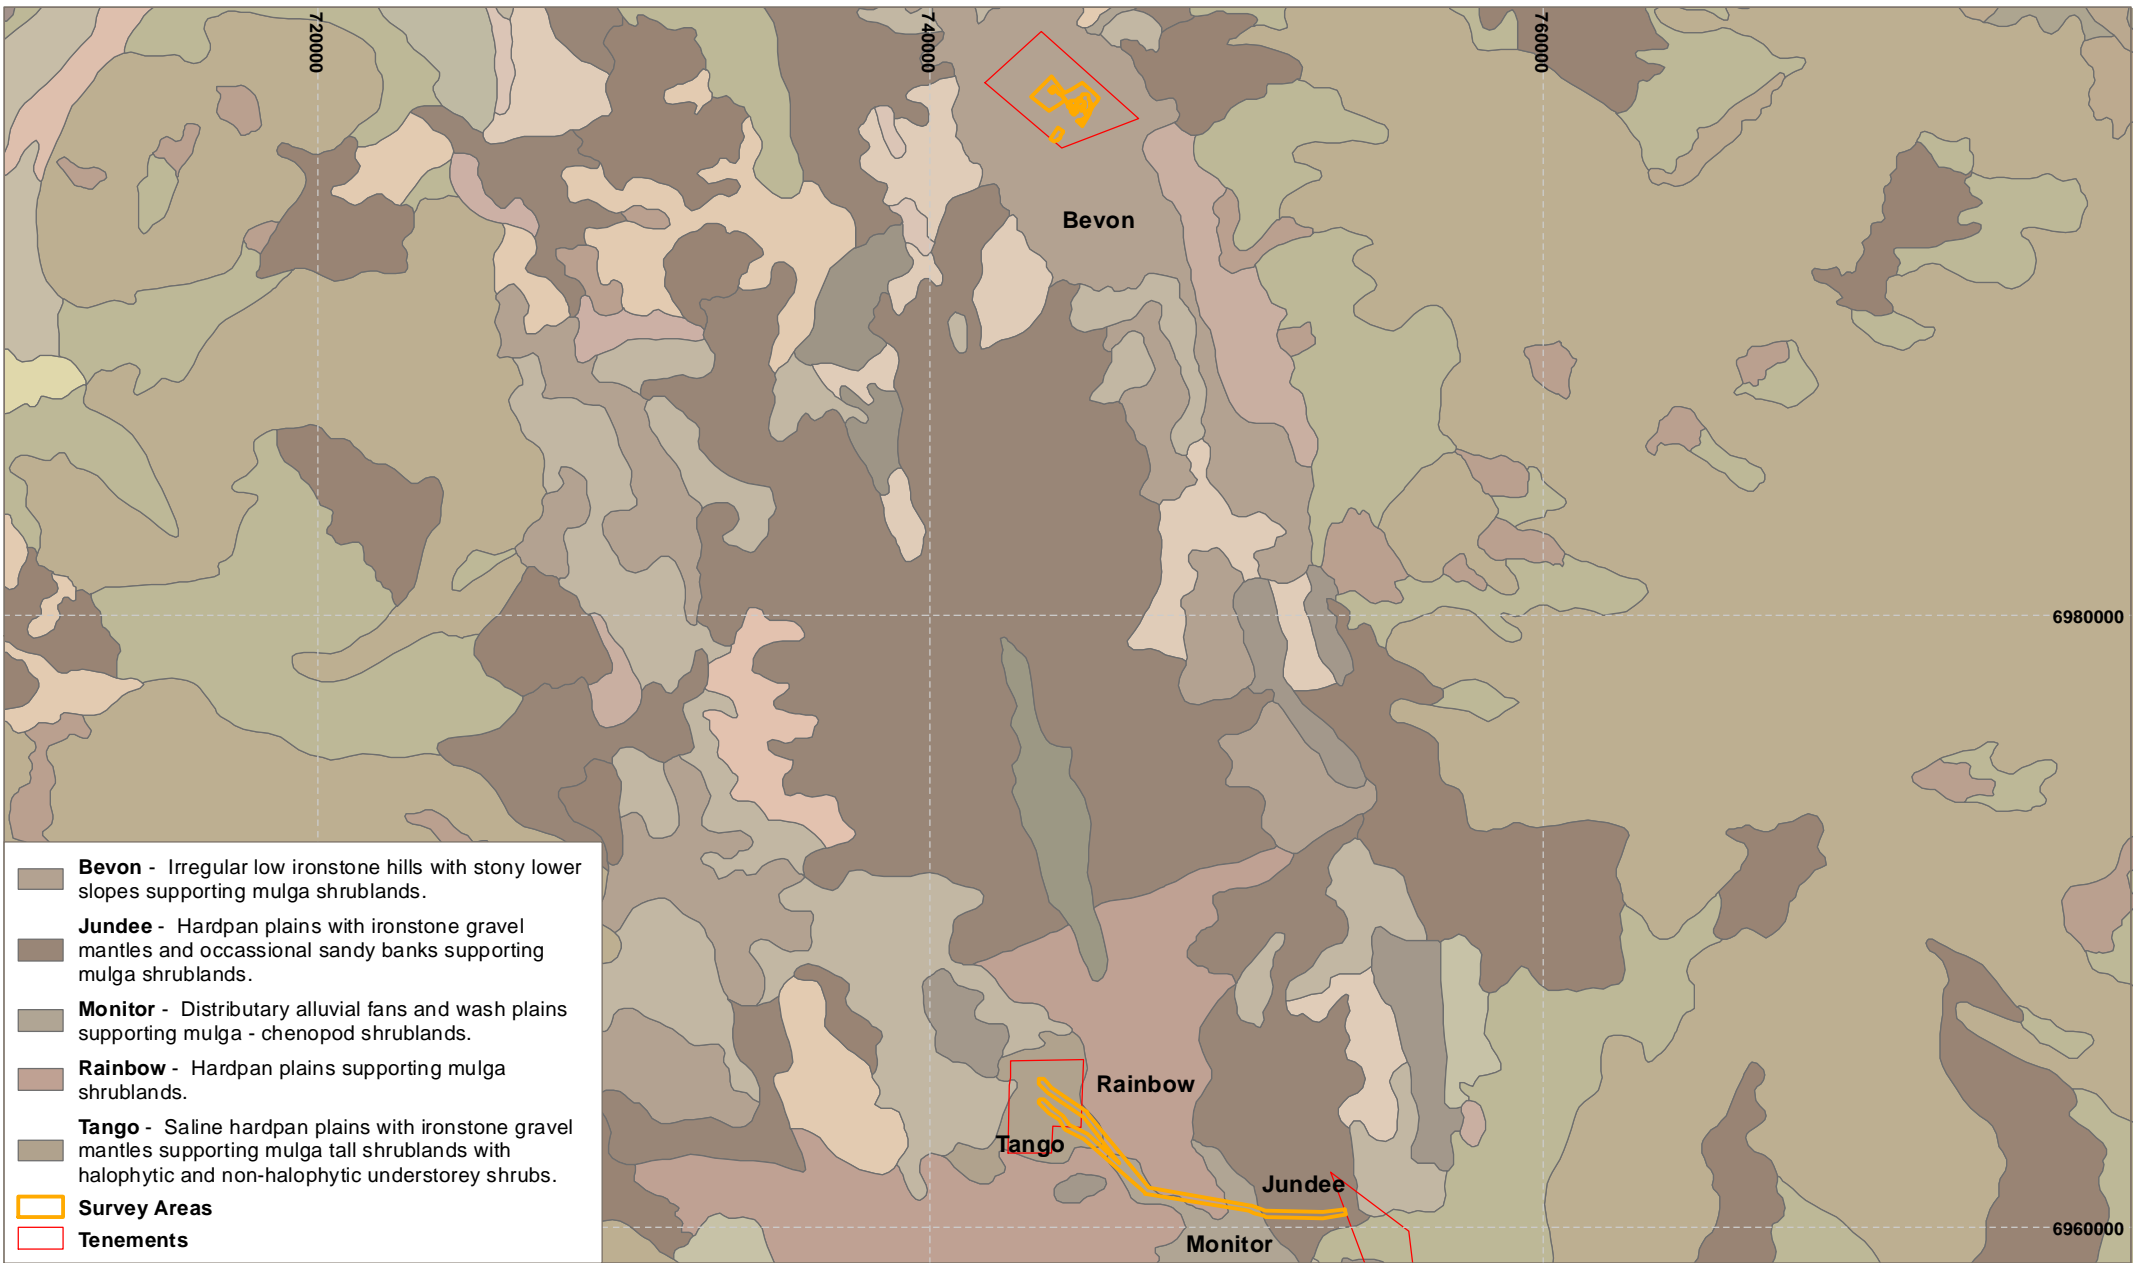 720000
740000
760000
Bevon
6980000
Bevon - Irregular low ironstone hills with stony lower
slopes supporting mulga shrublands.
Jundee - Hardpan plains with ironstone gravel
mantles and occassional sandy banks supporting
mulga shrublands.
Monitor - Distributary alluvial fans and wash plains
supporting mulga - chenopod shrublands.
Rainbow - Hardpan plains supporting mulga
shrublands.
Tango - Saline hardpan plains with ironstone gravel
mantles supporting mulga tall shrublands with
halophytic and non-halophytic understorey shrubs.
Survey Areas
Tenements
Rainbow
Tango
Jundee
Monitor
6960000